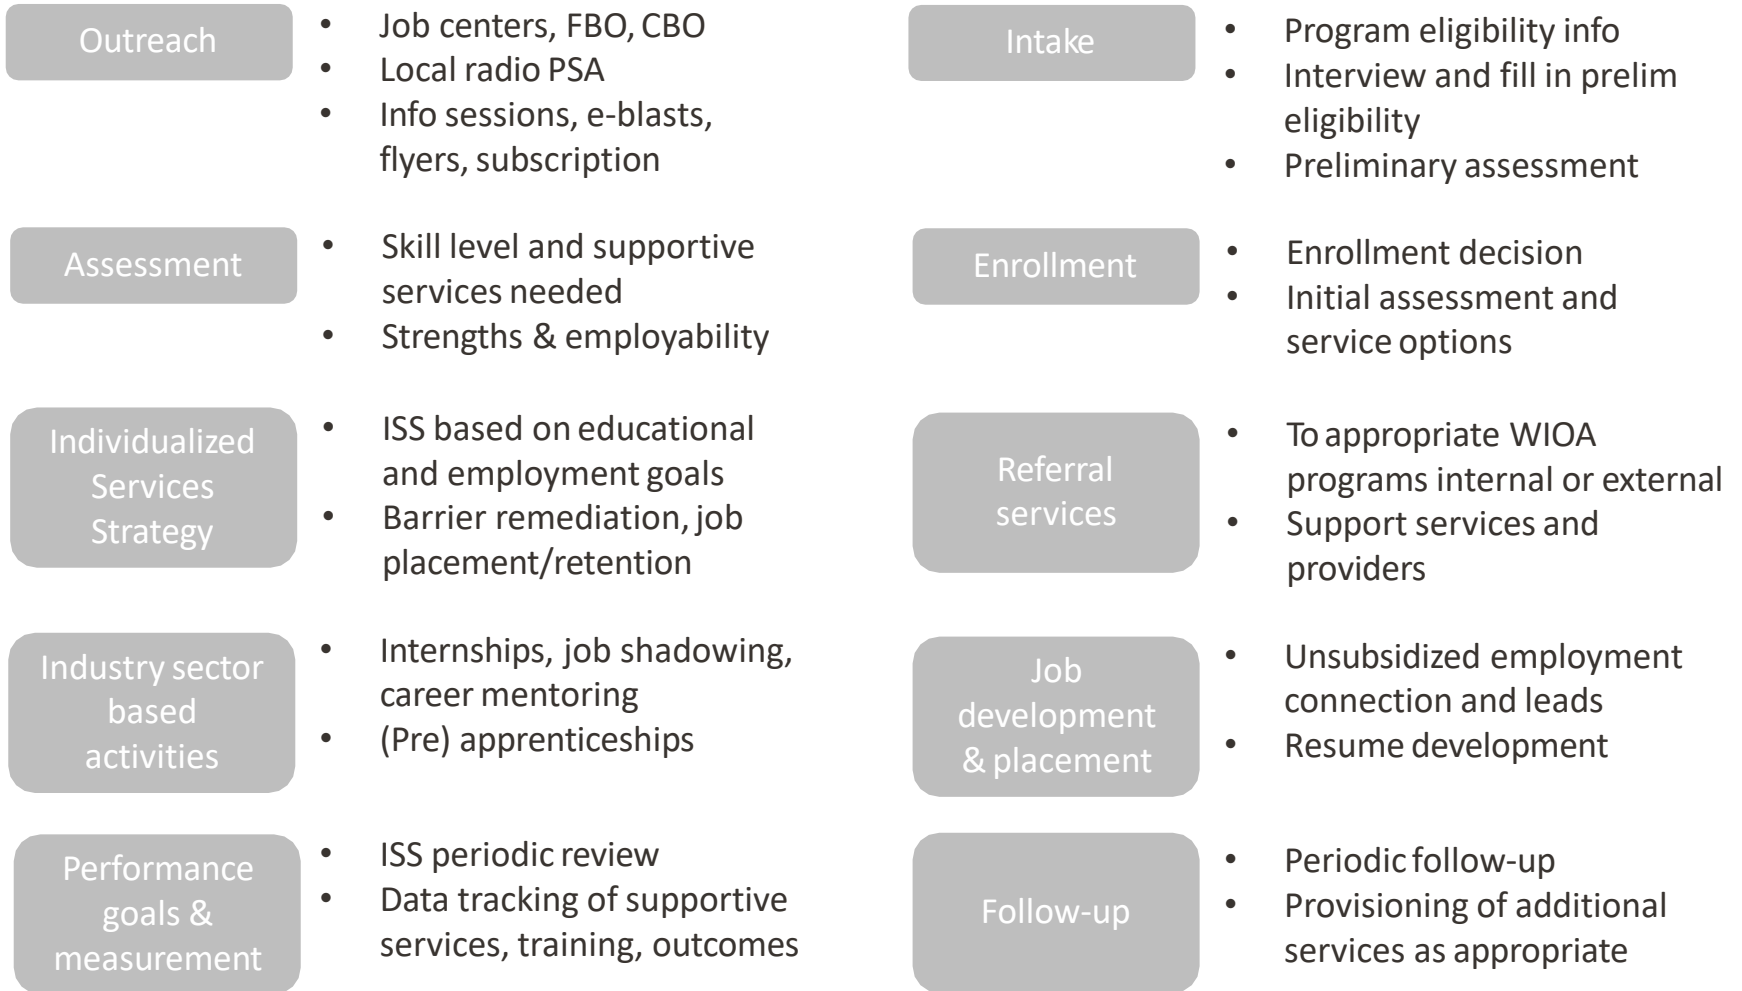 Outreach
• Job centers, FBO, CBO
• Local radio PSA
• Info sessions, e-blasts,
flyers, subscription
Intake
• Program eligibility info
• Interview and fill in prelim
eligibility
• Preliminary assessment
Assessment
• Skill level and supportive
services needed
• Strengths & employability
Enrollment
• Enrollment decision
• Initial assessment and
service options
Individualized
Services
Strategy
• ISS based on educational
and employment goals
• Barrier remediation, job
placement/retention
Referral
services
• To appropriate WIOA
programs internal or external
• Support services and
providers
Industry sector
based
activities
• Internships, job shadowing,
career mentoring
• (Pre) apprenticeships
Job
development
& placement
• Unsubsidized employment
connection and leads
• Resume development
Performance
goals &
measurement
• ISS periodic review
• Data tracking of supportive
services, training, outcomes
Follow-up
• Periodic follow-up
• Provisioning of additional
services as appropriate